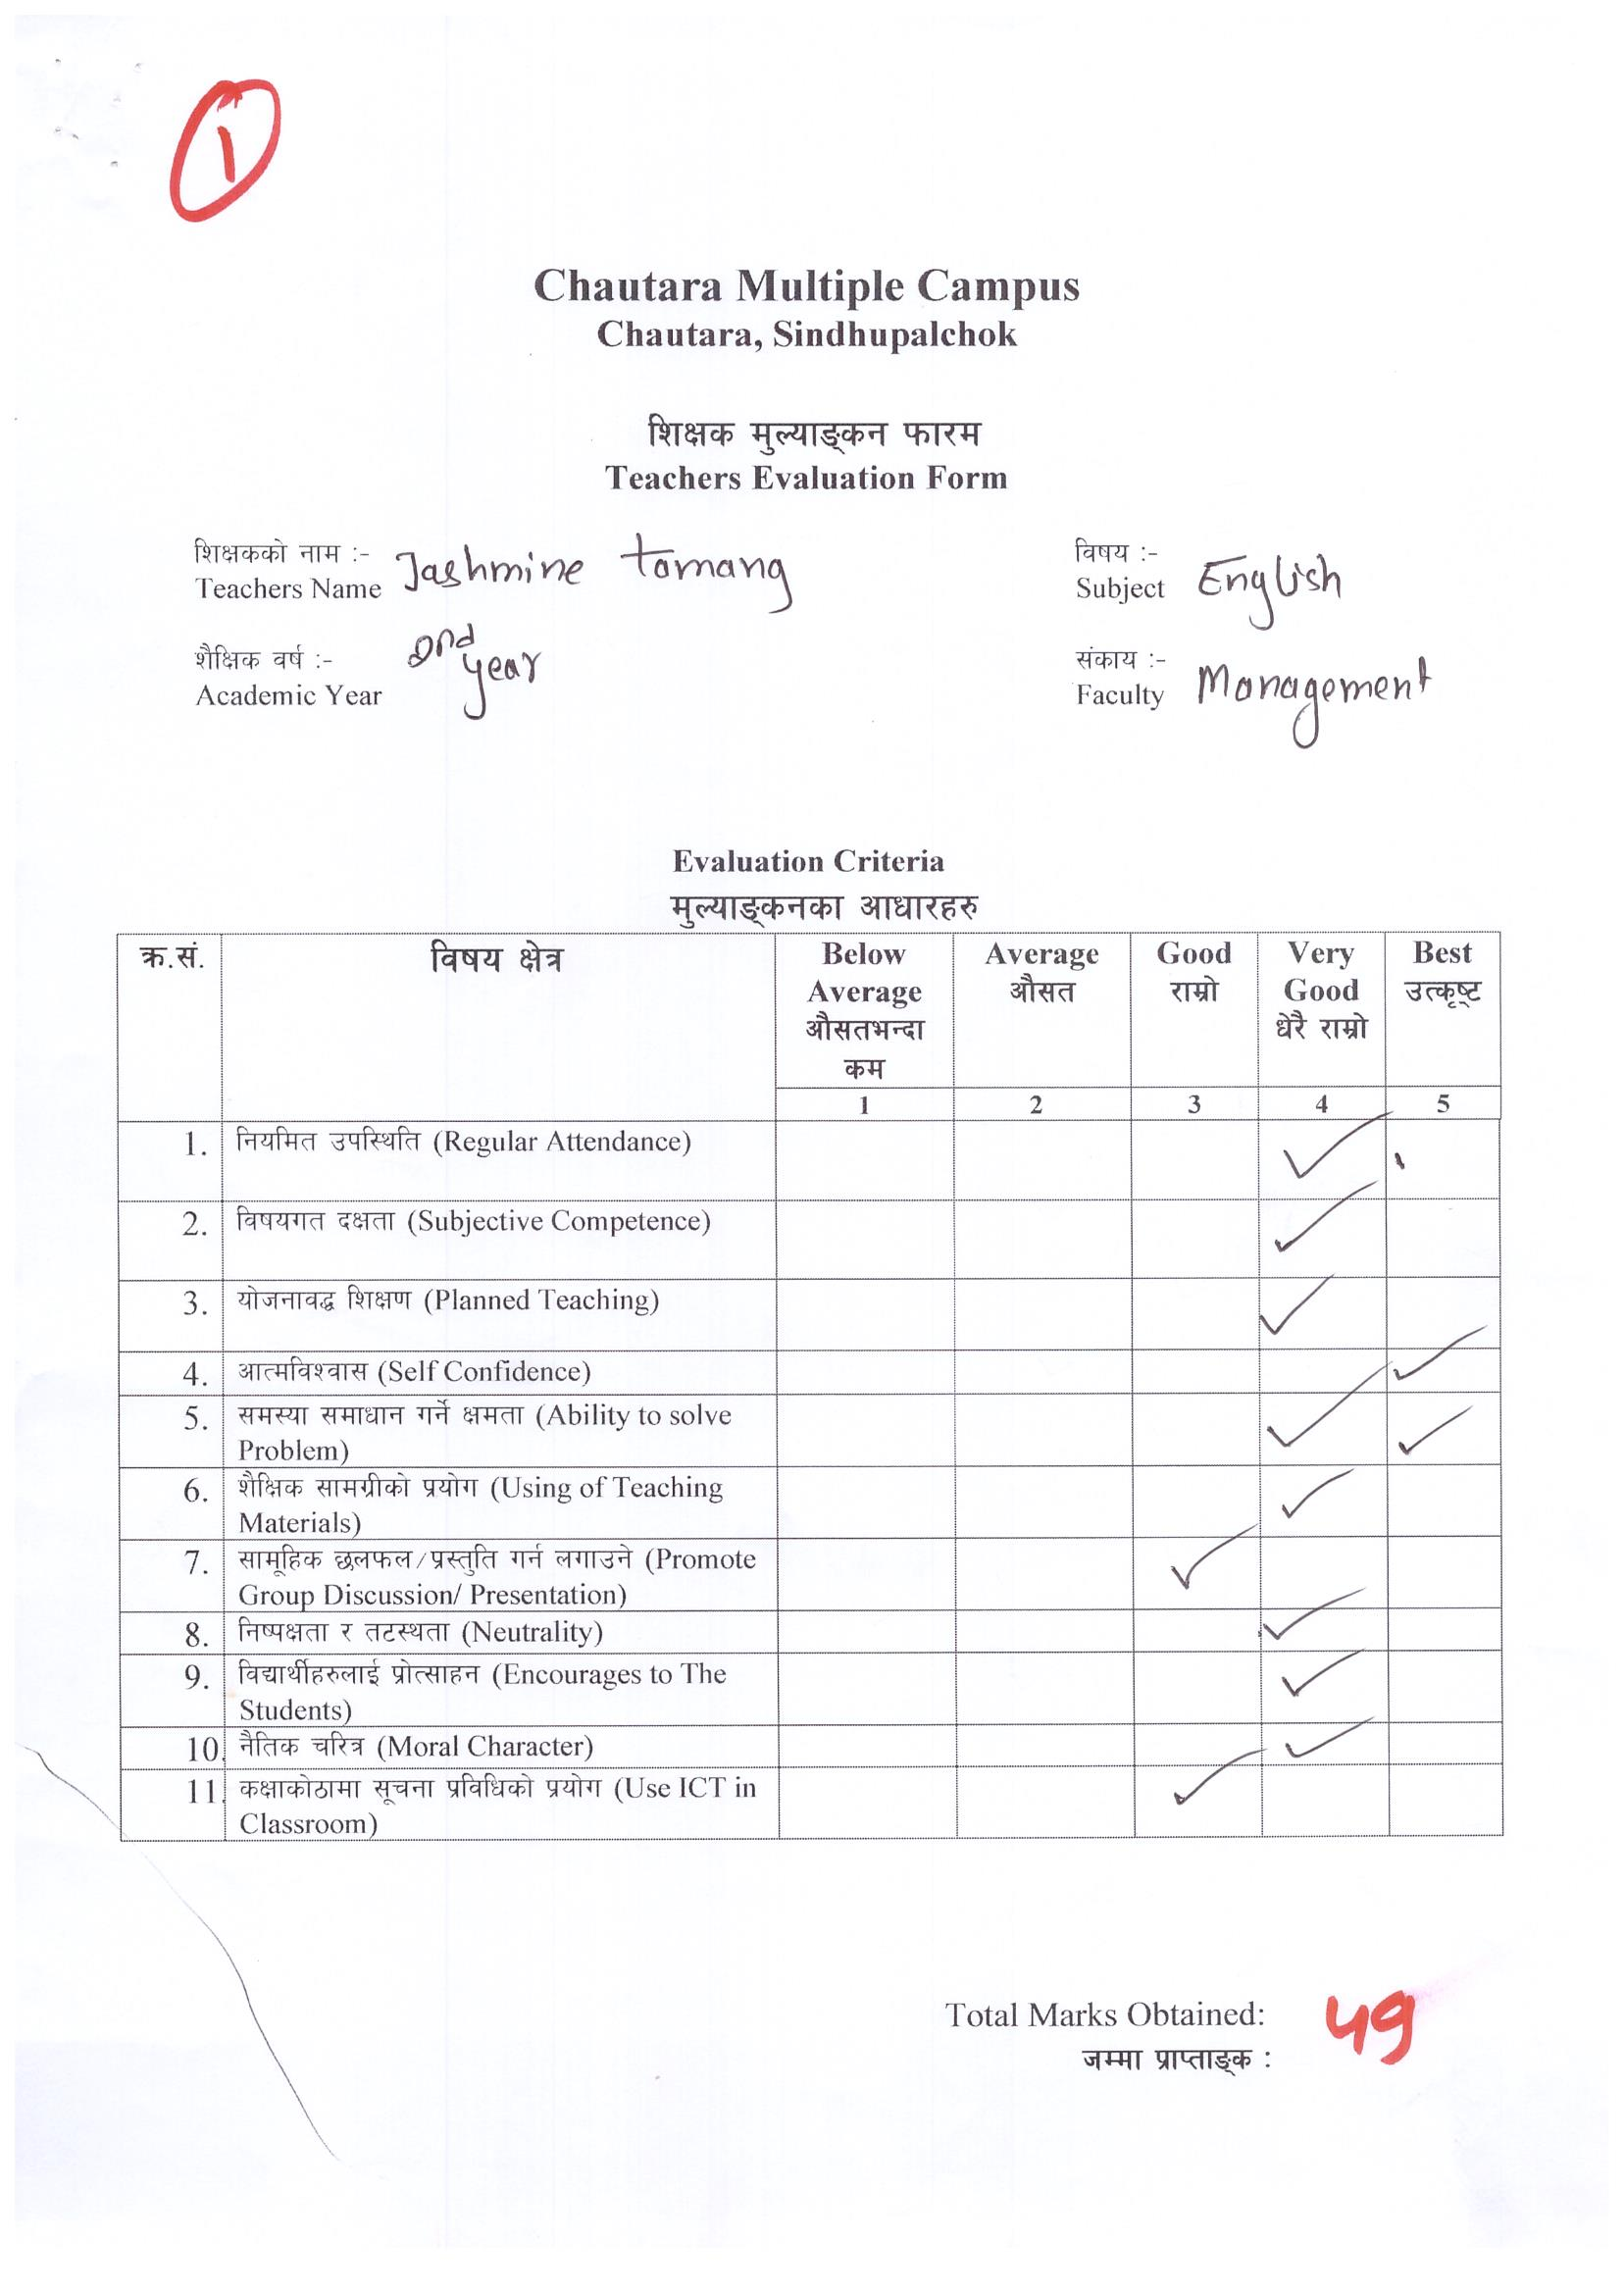 1
Chautara Multiple Campus
Chautara, Sindhupalchok
शिक्षक मुल्याङ्कन फारम
Teachers Evaluation Form
शिक्षकको नाम :- विषय :-
Teachers Name Jashmine tamang Subject English
शैक्षिक वर्ष :- 2nd year संकाय :-
Academic Year Faculty Management
Evaluation Criteria
मुल्याङ्कनका आधारहरु
क्र.सं. विषय क्षेत्र Below Average Good Very Best
Average औसत राम्रो Good उत्कृष्ट
औसतभन्दा धेरै राम्रो
कम
1 2 3 4 5
1. नियमित उपस्थिति (Regular Attendance) ✓
2. विषयगत दक्षता (Subjective Competence) ✓
3. योजनावद्ध शिक्षण (Planned Teaching) ✓
4. आत्मविश्वास (Self Confidence) ✓
5. समस्या समाधान गर्ने क्षमता (Ability to solve ✓ ✓
Problem)
6. शैक्षिक सामग्रीको प्रयोग (Using of Teaching ✓
Materials)
7. सामूहिक छलफल/प्रस्तुति गर्न लगाउने (Promote ✓
Group Discussion/ Presentation)
8. निष्पक्षता र तटस्थता (Neutrality) ✓
9. विद्यार्थीहरुलाई प्रोत्साहन (Encourages to The ✓
Students)
10. नैतिक चरित्र (Moral Character) ✓
11. कक्षाकोठामा सूचना प्रविधिको प्रयोग (Use ICT in ✓
Classroom)
Total Marks Obtained: 49
जम्मा प्राप्ताङ्क :